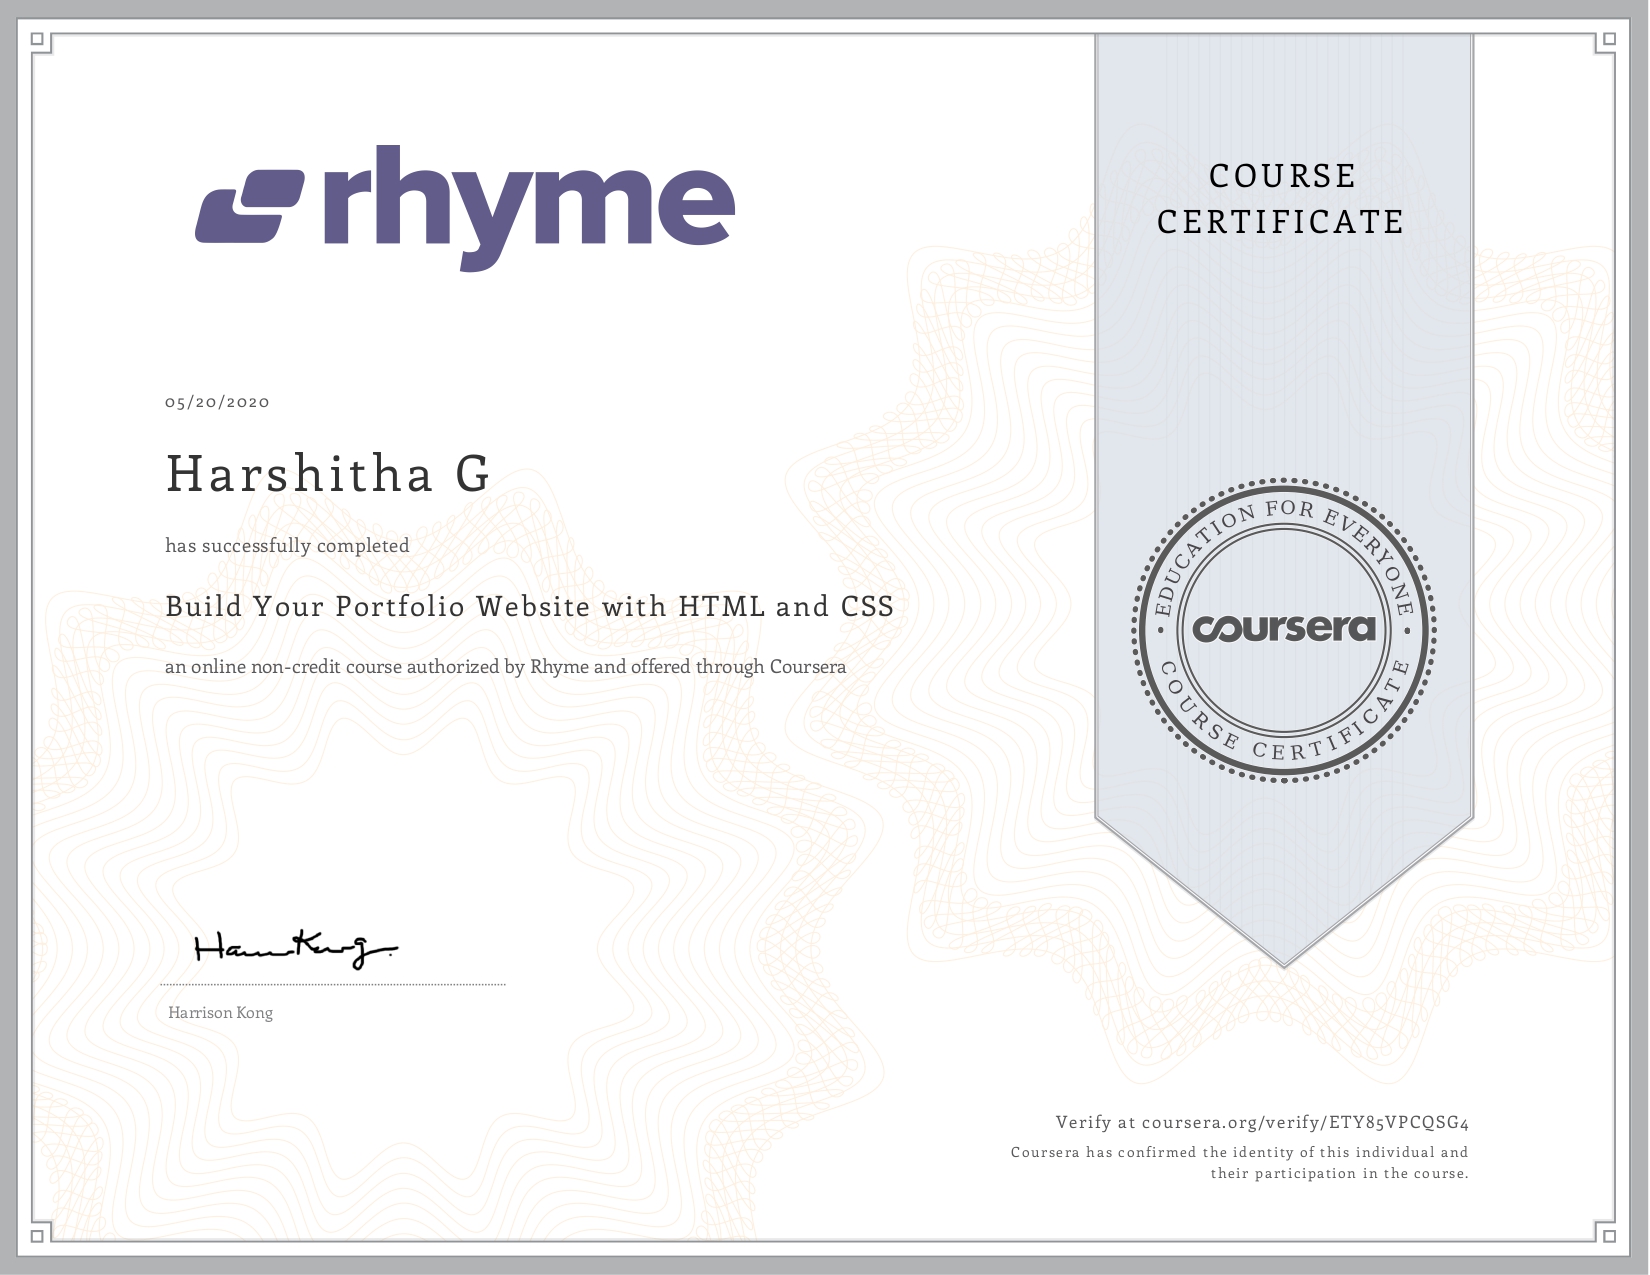 rhyme
COURSE
CERTIFICATE
05/20/2020
Harshitha G
has successfully completed
Build Your Portfolio Website with HTML and CSS
an online non-credit course authorized by Rhyme and offered through Coursera
EDUCATION FOR EVERYONE
coursera
COURSE CERTIFICATE
Harrison Kong
Verify at coursera.org/verify/ETY85VPCQSG4
Coursera has confirmed the identity of this individual and
their participation in the course.